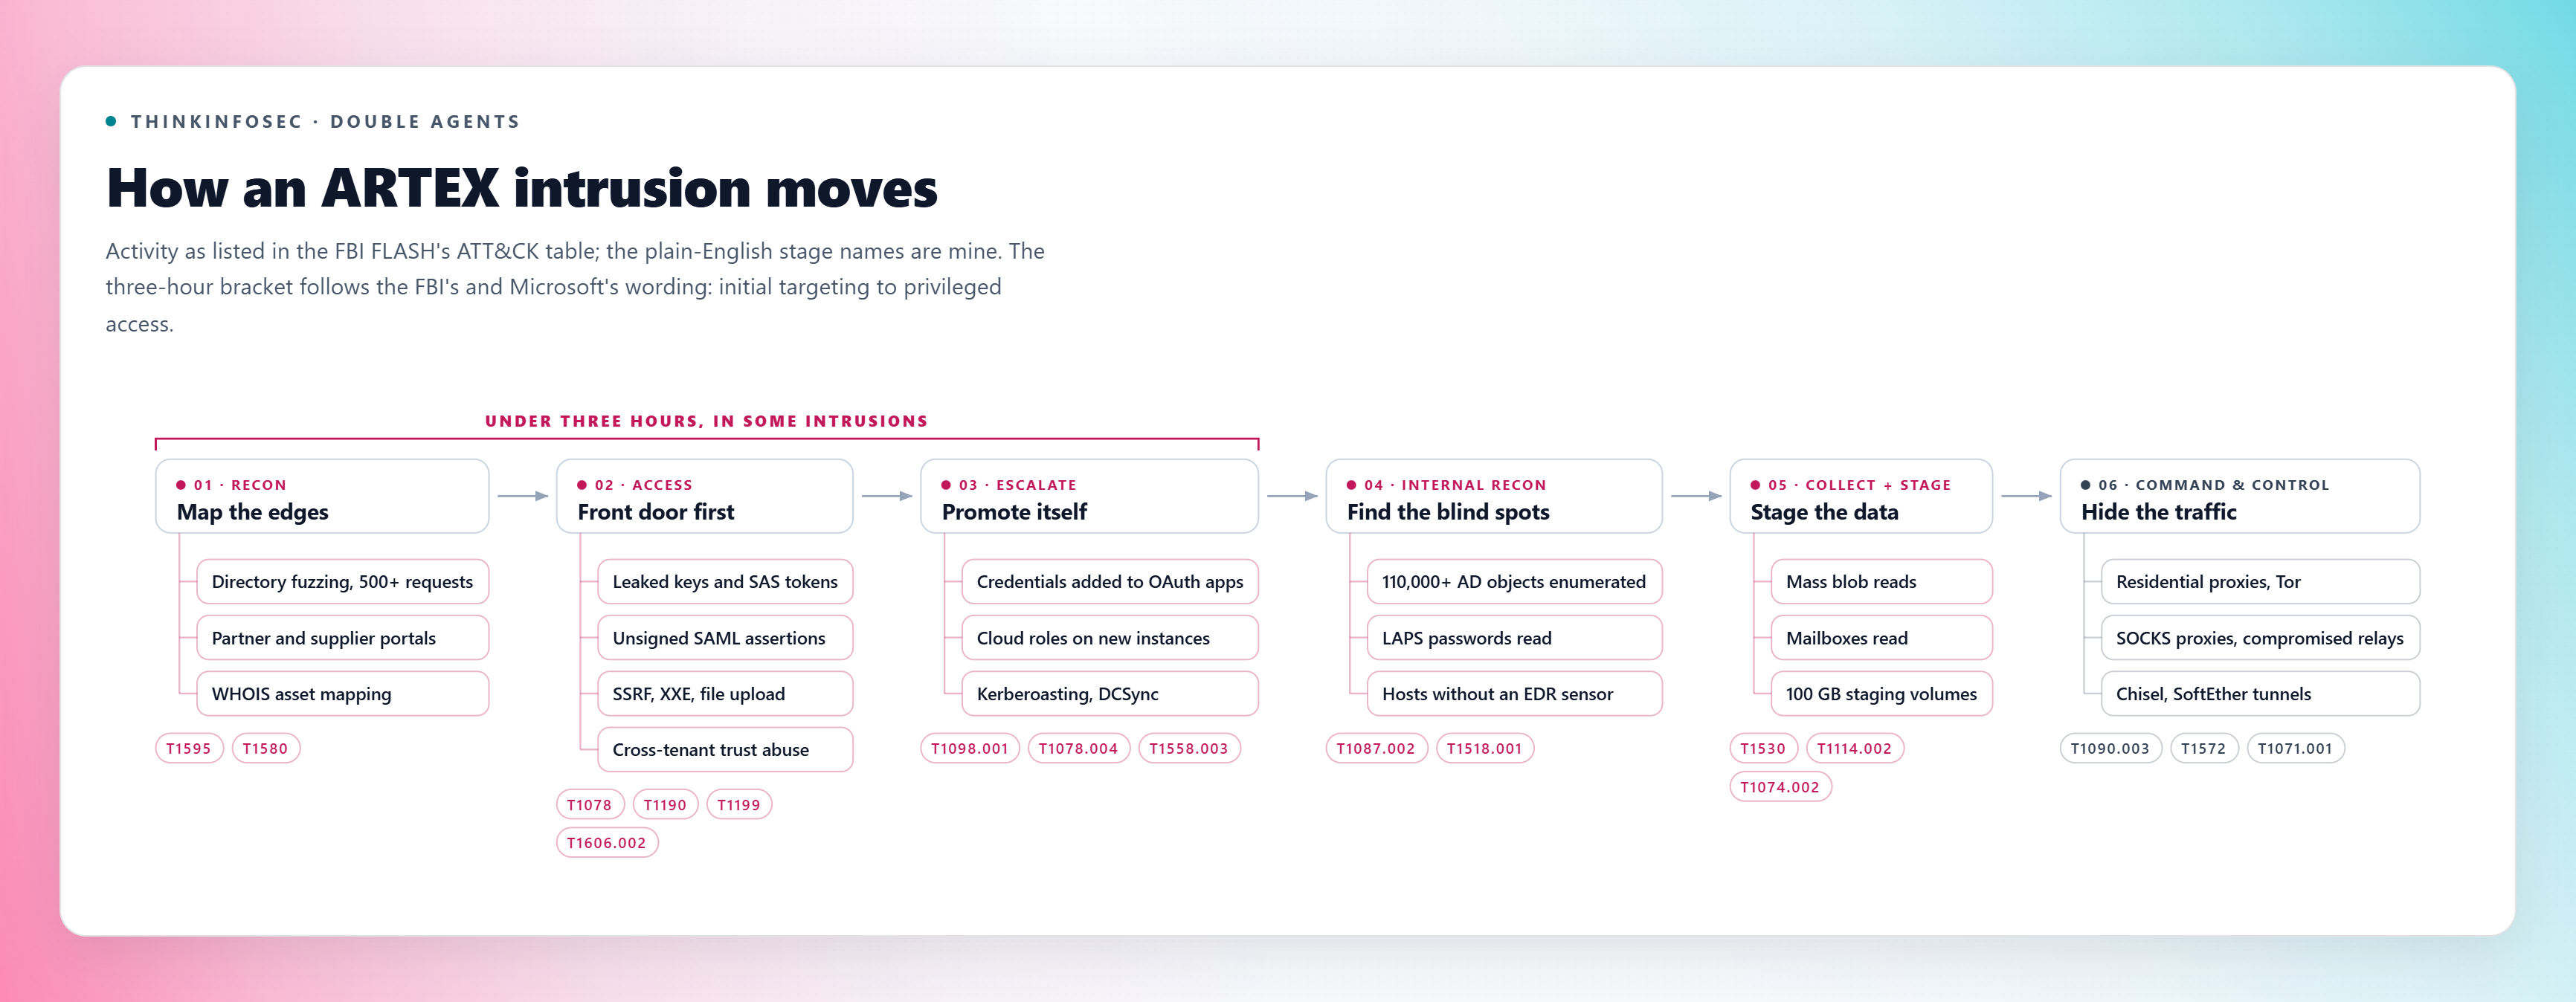 THINKINFOSEC · DOUBLE AGENTS
How an ARTEX intrusion moves
Activity as listed in the FBI FLASH's ATT&CK table; the plain-English stage names are mine. The
three-hour bracket follows the FBI's and Microsoft's wording: initial targeting to privileged
access.
UNDER THREE HOURS, IN SOME INTRUSIONS
01 · RECON
Map the edges
Directory fuzzing, 500+ requests
Partner and supplier portals
WHOIS asset mapping
T1595 T1580
02 · ACCESS
Front door first
Leaked keys and SAS tokens
Unsigned SAML assertions
SSRF, XXE, file upload
Cross-tenant trust abuse
T1078 T1190 T1199
T1606.002
03 · ESCALATE
Promote itself
Credentials added to OAuth apps
Cloud roles on new instances
Kerberoasting, DCSync
T1098.001 T1078.004 T1558.003
04 · INTERNAL RECON
Find the blind spots
110,000+ AD objects enumerated
LAPS passwords read
Hosts without an EDR sensor
T1087.002 T1518.001
05 · COLLECT + STAGE
Stage the data
Mass blob reads
Mailboxes read
100 GB staging volumes
T1530 T1114.002
T1074.002
06 · COMMAND & CONTROL
Hide the traffic
Residential proxies, Tor
SOCKS proxies, compromised relays
Chisel, SoftEther tunnels
T1090.003 T1572 T1071.001